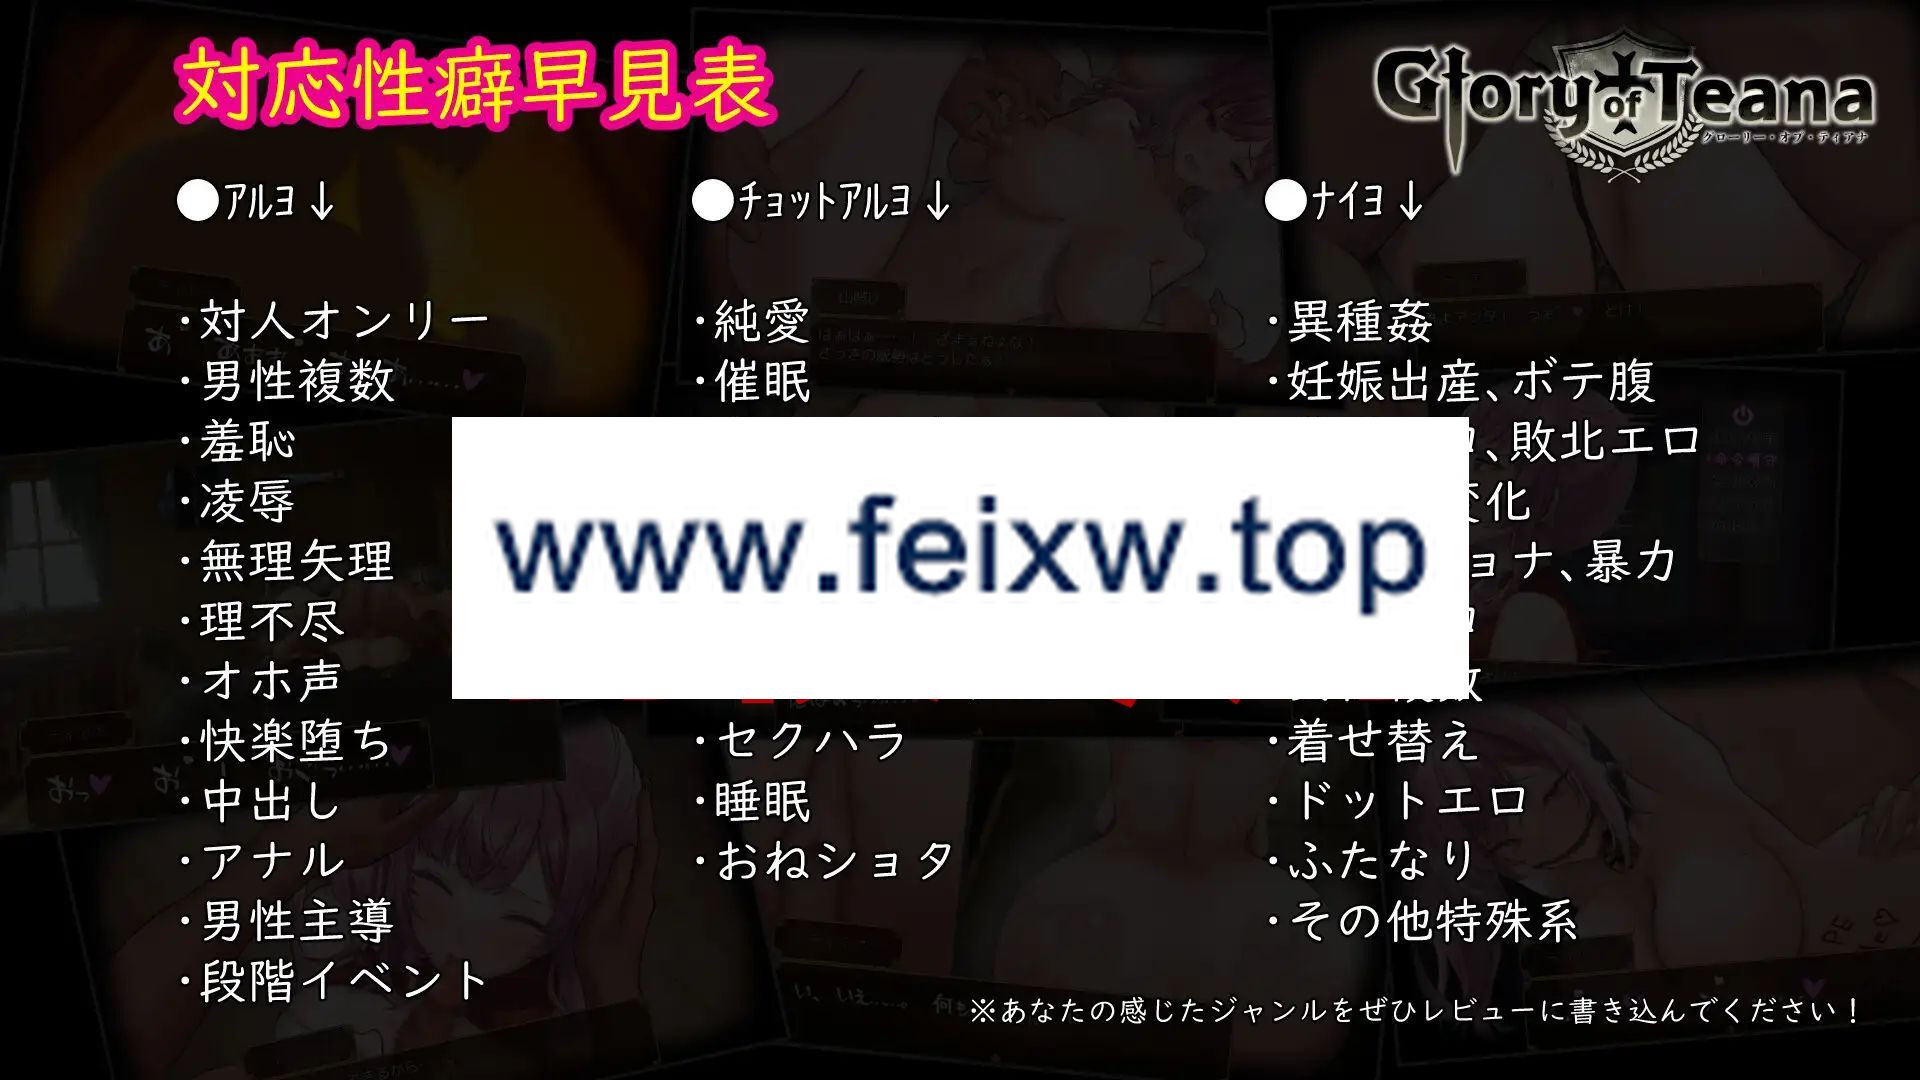 対応性癖早見表
Glory of Teana
グローリー・オブ・ティアナ
●ｱﾙﾖ↓
・対人オンリー
・男性複数
・羞恥
・凌辱
・無理矢理
・理不尽
・オホ声
・快楽堕ち
・中出し
・アナル
・男性主導
・段階イベント
●ﾁｮｯﾄｱﾙﾖ↓
・純愛
・催眠
www.feixw.top
・セクハラ
・睡眠
・おねショタ
●ﾅｲﾖ↓
・異種姦
・妊娠出産、ボテ腹
、敗北エロ
変化
ョナ、暴力
・着せ替え
・ドットエロ
・ふたなり
・その他特殊系
※あなたの感じたジャンルをぜひレビューに書き込んでください！